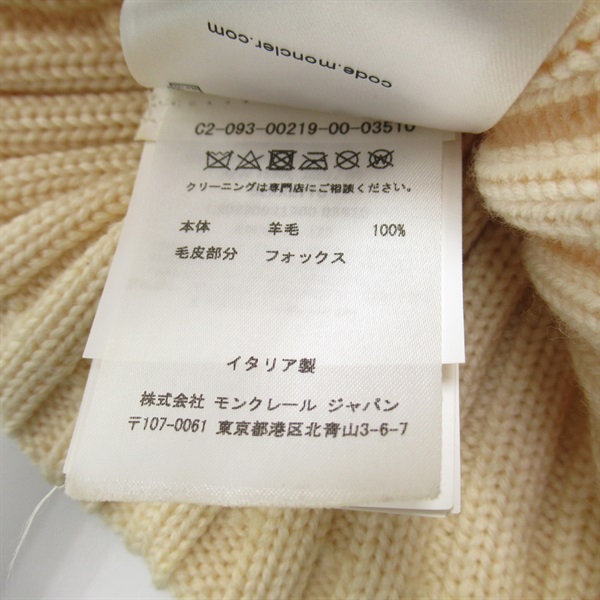 code.moncler.com
C2-093-00219-00-03510
クリーニングは専門店にご相談ください。
本体 羊毛 100%
毛皮部分 フォックス
イタリア製
株式会社 モンクレール ジャパン
〒107-0061 東京都港区北青山3-6-7